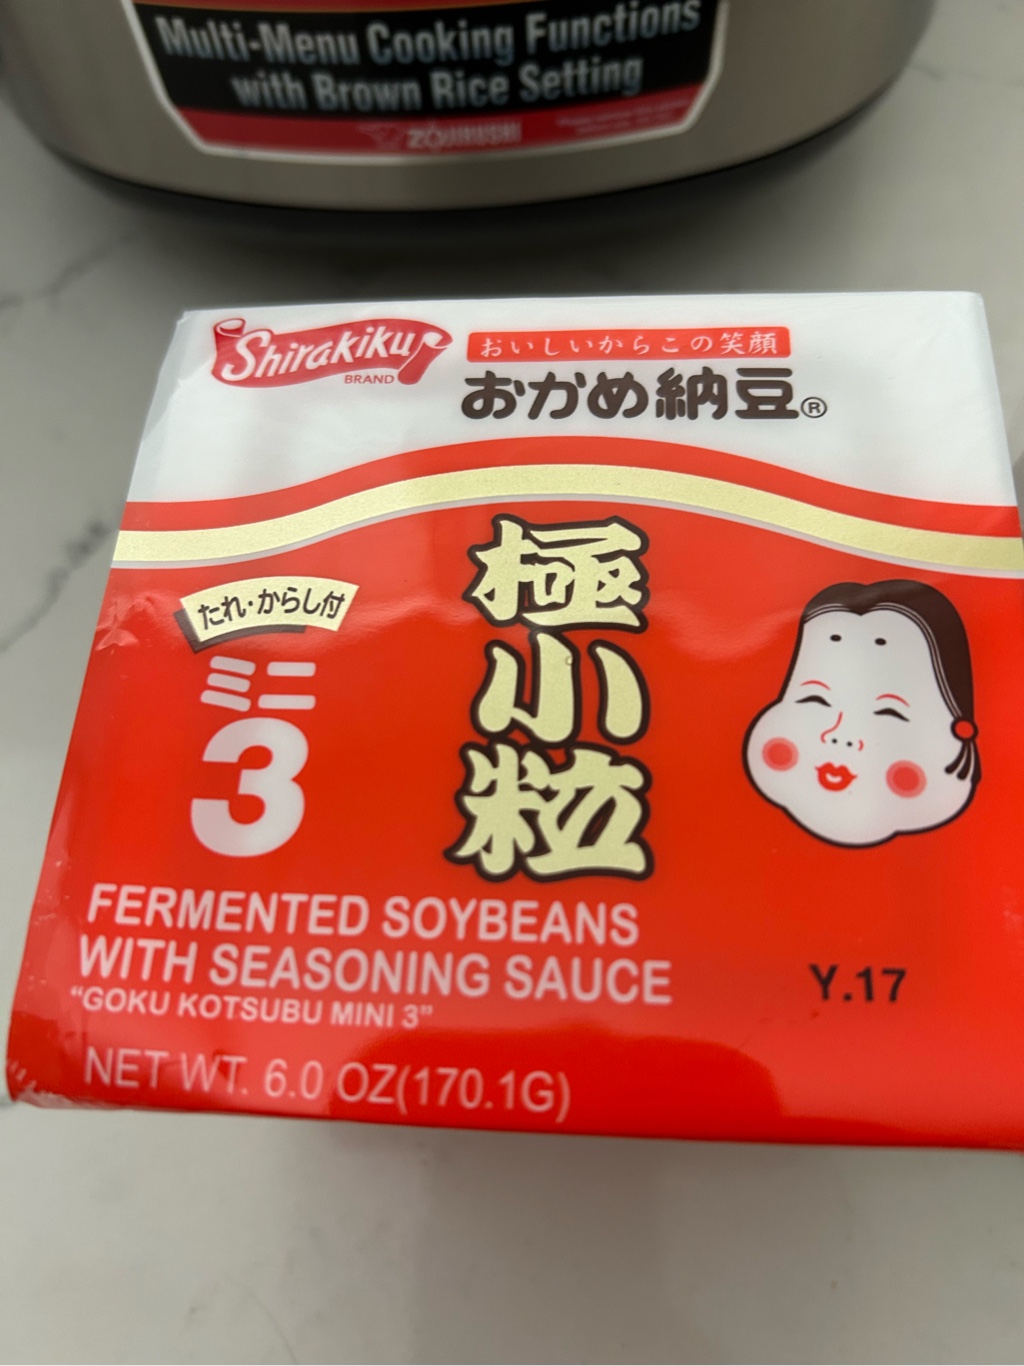 Multi-Menu Cooking Functions
with Brown Rice Setting
ZOJIRUSHI
Shirakiku
BRAND
おいしいからこの笑顔
おかめ納豆®
極小粒
たれ・からし付
ミニ
3
FERMENTED SOYBEANS
WITH SEASONING SAUCE
"GOKU KOTSUBU MINI 3"
Y.17
NET WT. 6.0 OZ(170.1G)